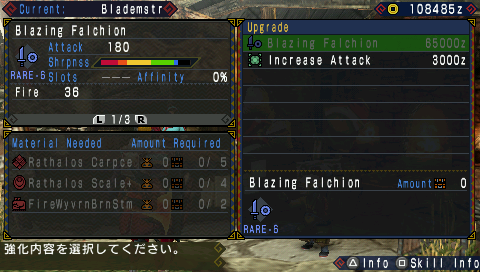 Current: Blademstr
108485z
Blazing Falchion
Attack 180
Shrpnss
RARE-6 Slots --- Affinity 0%
Fire 36
L 1/3 R
Material Needed Amount Required
Rathalos Carpce 0 0/ 5
Rathalos Scale+ 0 0/ 4
FireWyvrnBrnStm 0 0/ 2
Upgrade
Blazing Falchion 65000z
Increase Attack 3000z
Blazing Falchion Amount 0
RARE-6
強化内容を選択してください。
Info Skill Info